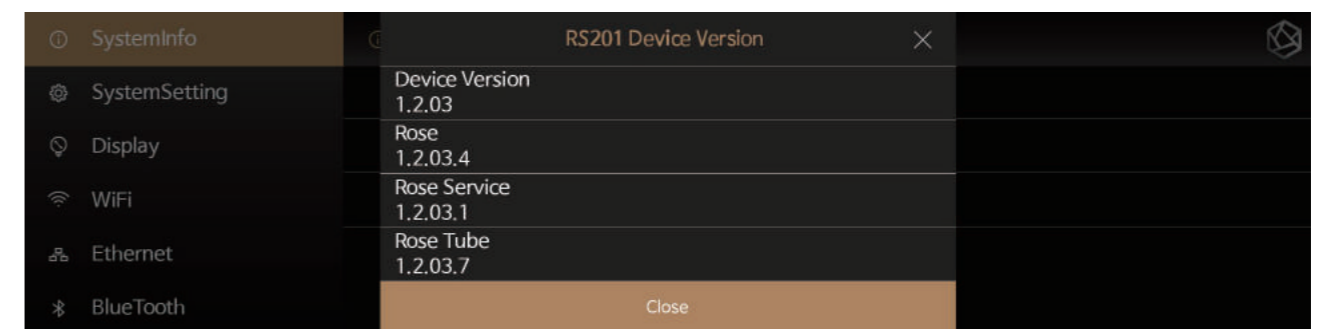 SystemInfo
SystemSetting
Display
WiFi
Ethernet
BlueTooth
RS201 Device Version
Device Version
1.2.03
Rose
1.2.03.4
Rose Service
1.2.03.1
Rose Tube
1.2.03.7
Close